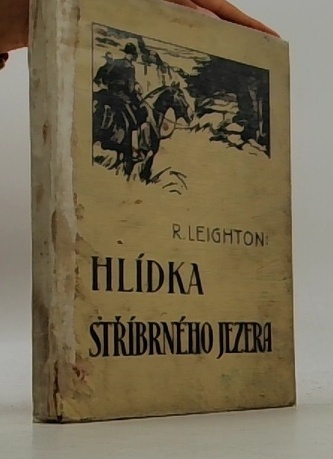 R. LEIGHTON:
HLÍDKA
STŘÍBRNÉHO JEZERA